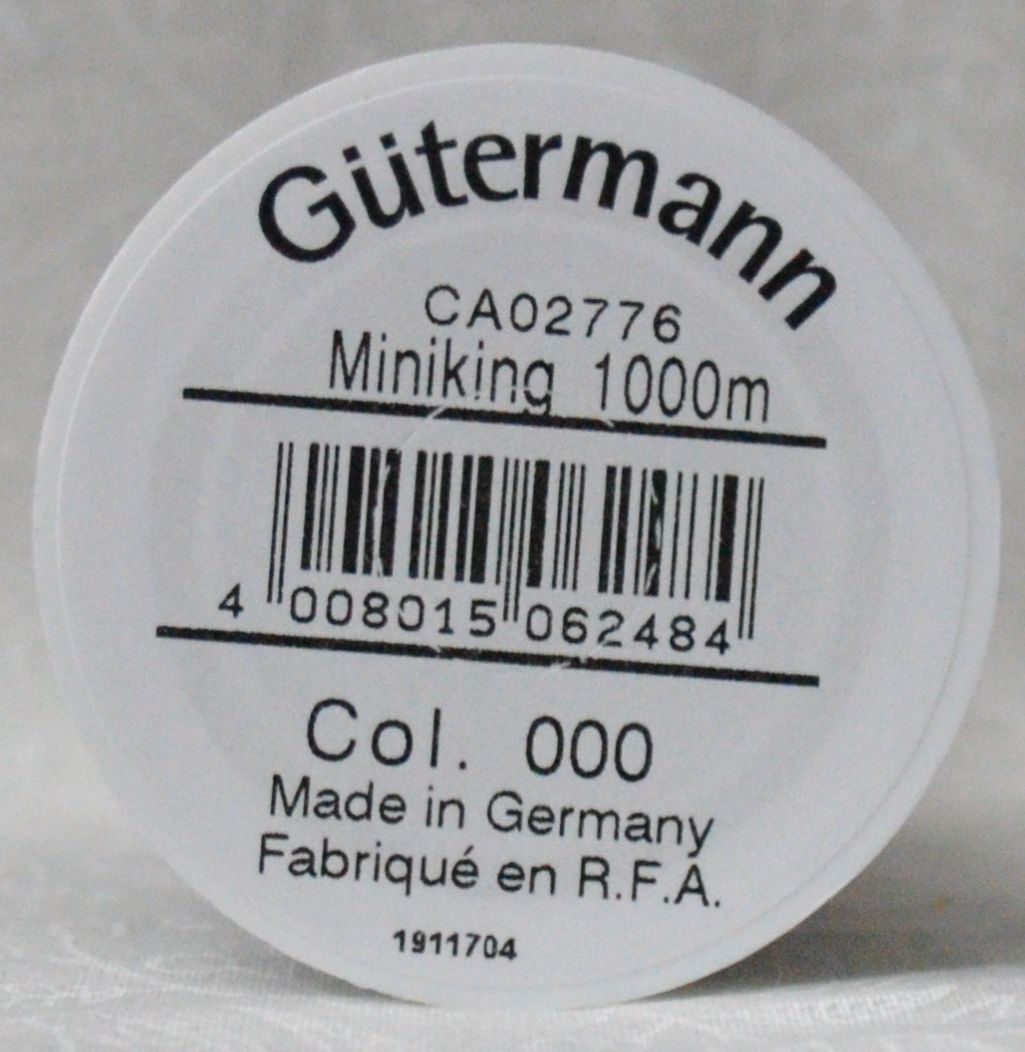 Gütermann
CA02776
Miniking 1000m
4 008015 062484
Col. 000
Made in Germany
Fabriqué en R.F.A.
1911704